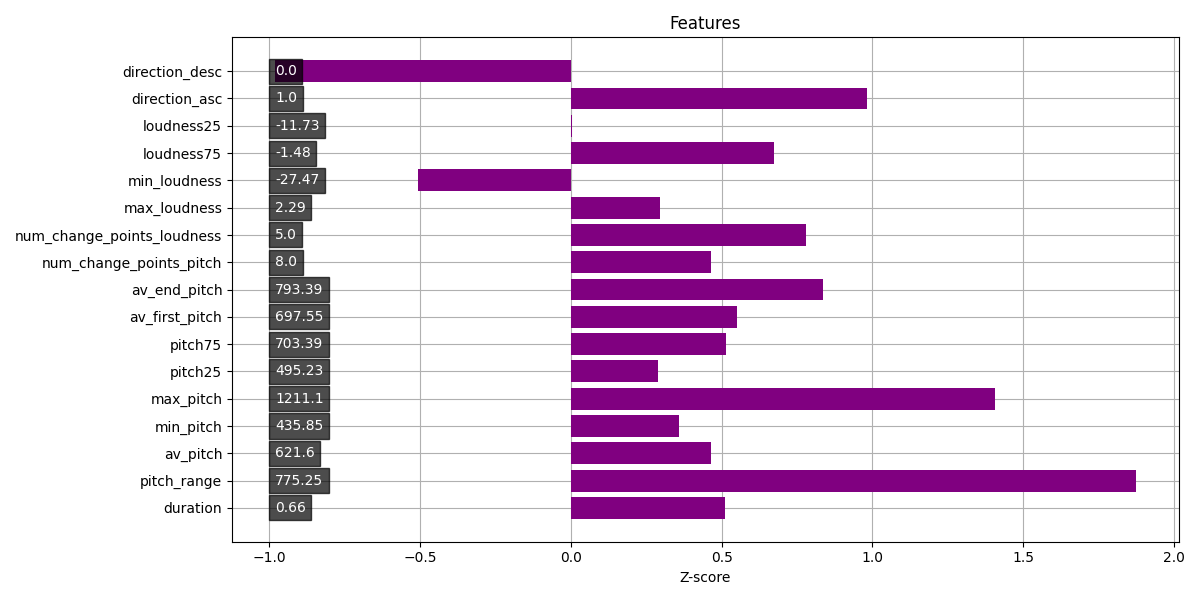 Features
direction_desc 0.0
direction_asc 1.0
loudness25 -11.73
loudness75 -1.48
min_loudness -27.47
max_loudness 2.29
num_change_points_loudness 5.0
num_change_points_pitch 8.0
av_end_pitch 793.39
av_first_pitch 697.55
pitch75 703.39
pitch25 495.23
max_pitch 1211.1
min_pitch 435.85
av_pitch 621.6
pitch_range 775.25
duration 0.66
−1.0 −0.5 0.0 0.5 1.0 1.5 2.0
Z-score